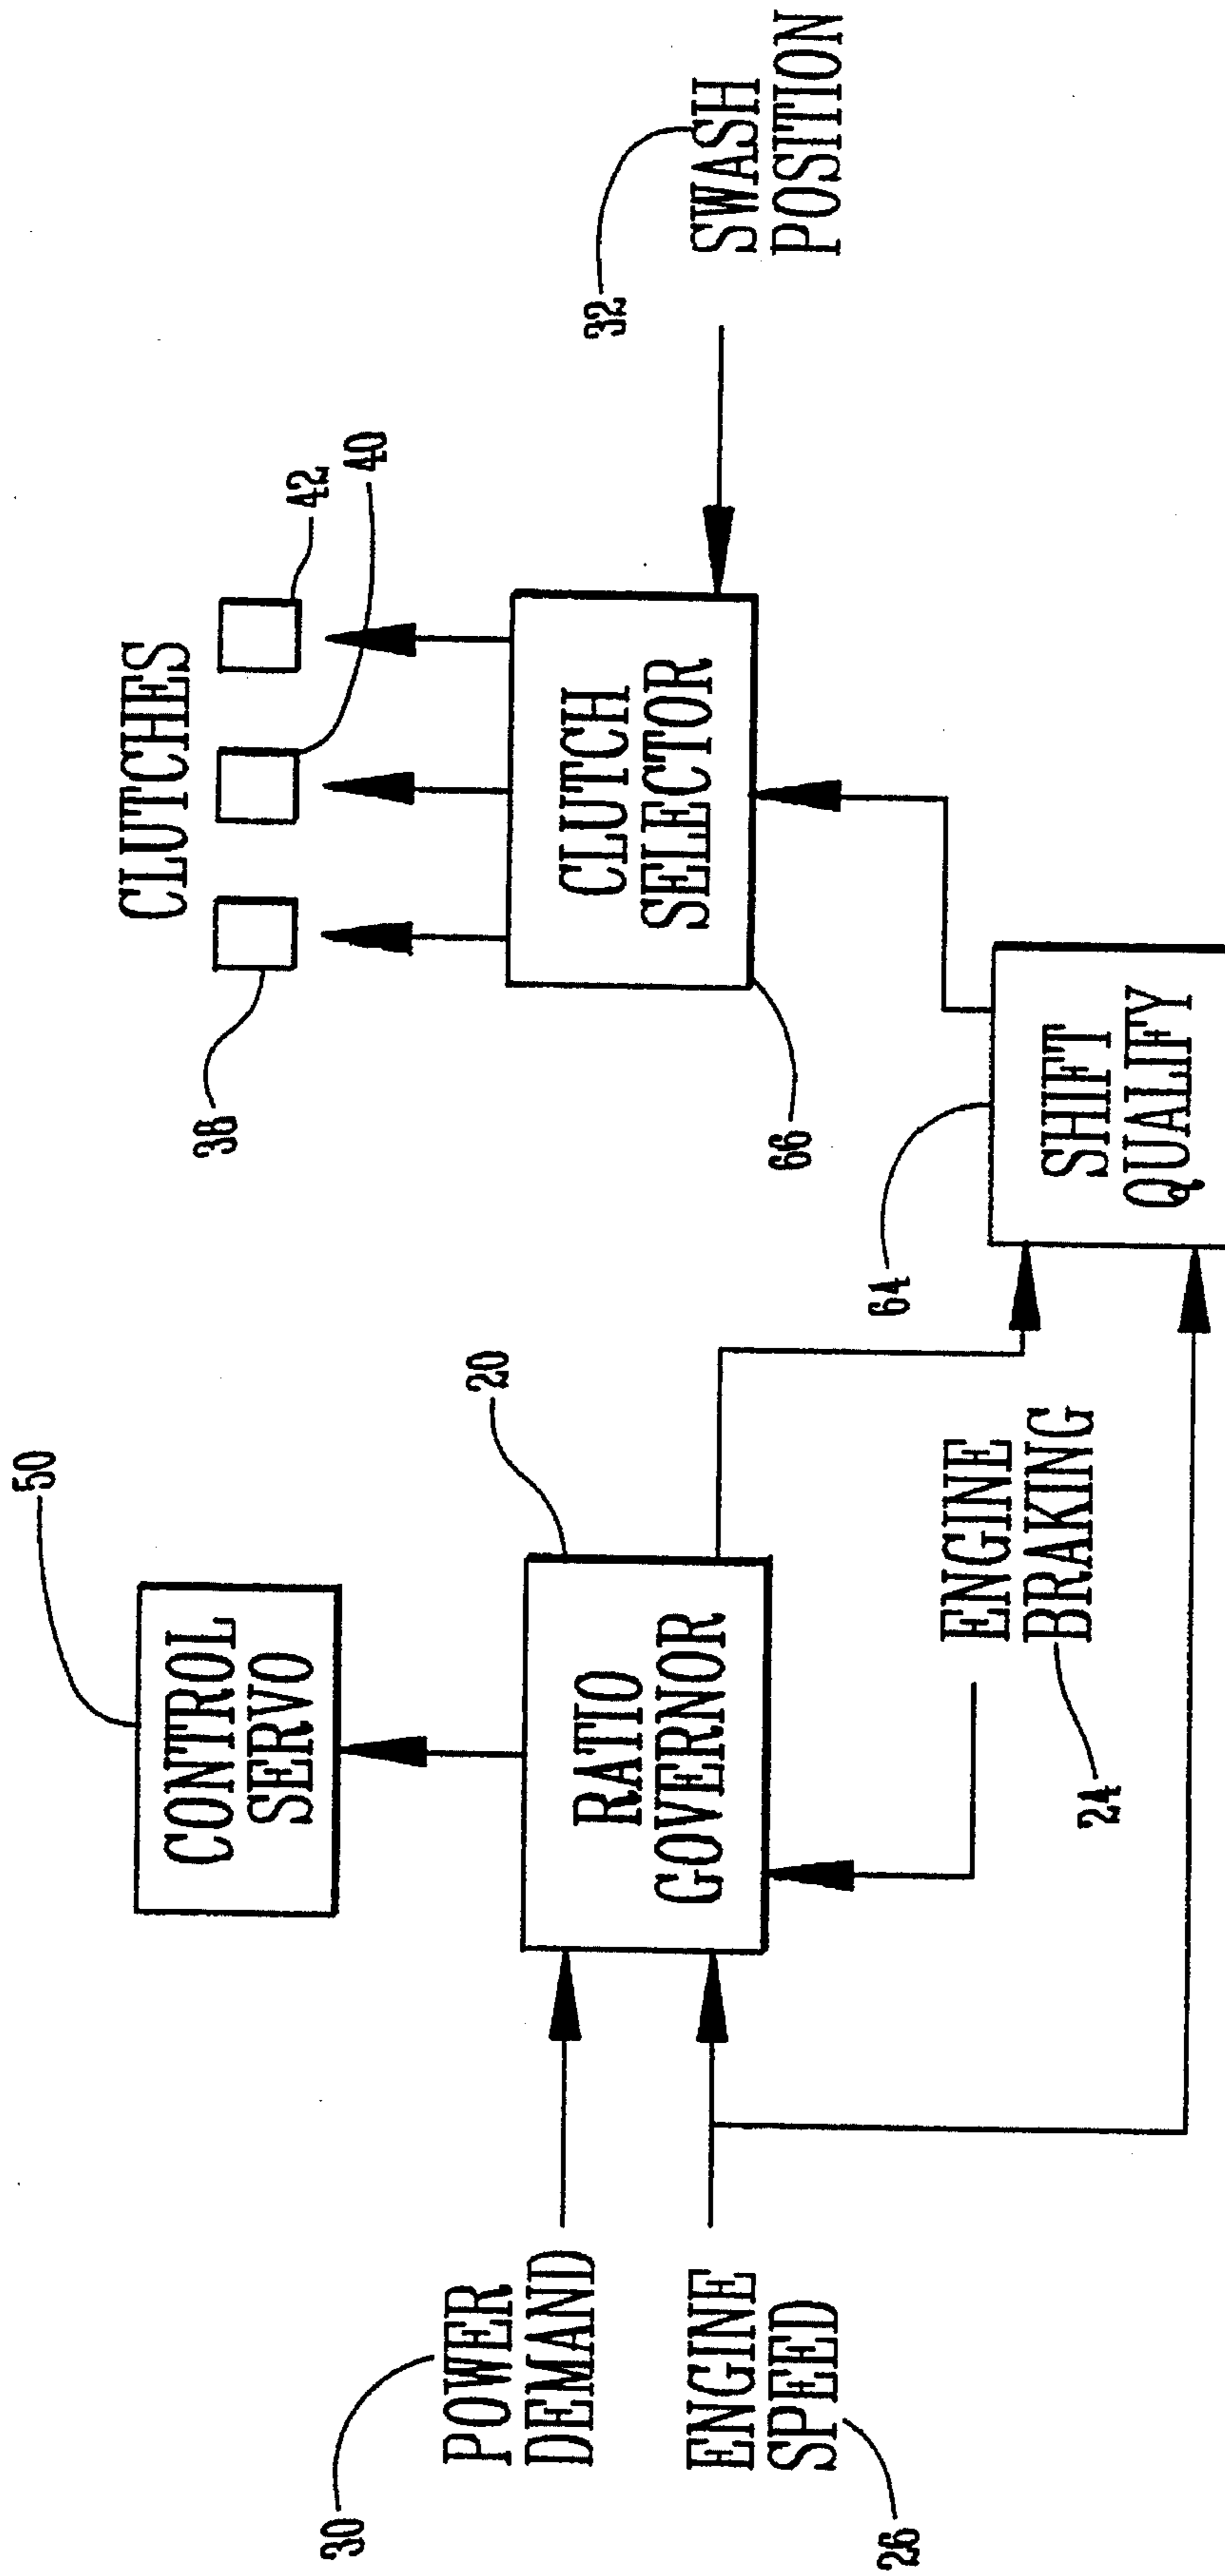 50
CONTROL
SERVO
CLUTCHES
38
42
40
20
RATIO
GOVERNOR
CLUTCH
SELECTOR
66
32
SWASH
POSITION
30
POWER
DEMAND
ENGINE
SPEED
26
ENGINE
BRAKING
24
64
SHIFT
QUALIFY